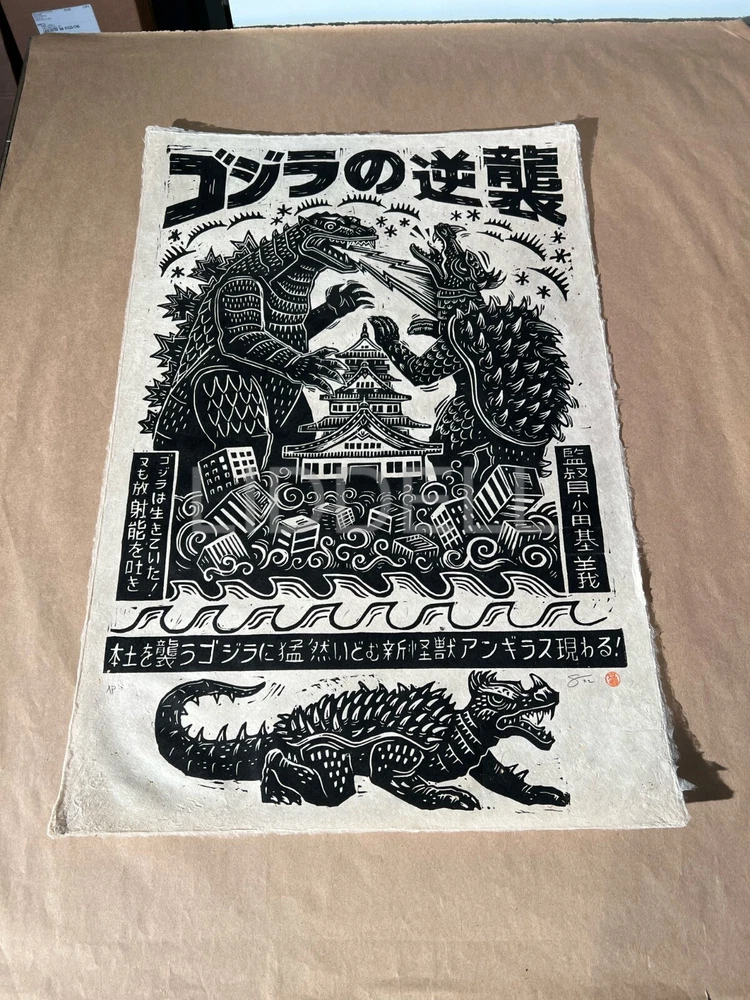 ゴジラの逆襲
ゴジラは生きていた！
又も放射能を吐き
監督・小田基義
LIDDELL
本土を襲うゴジラに猛然いどむ新怪獣アンギラス現わる！
AP